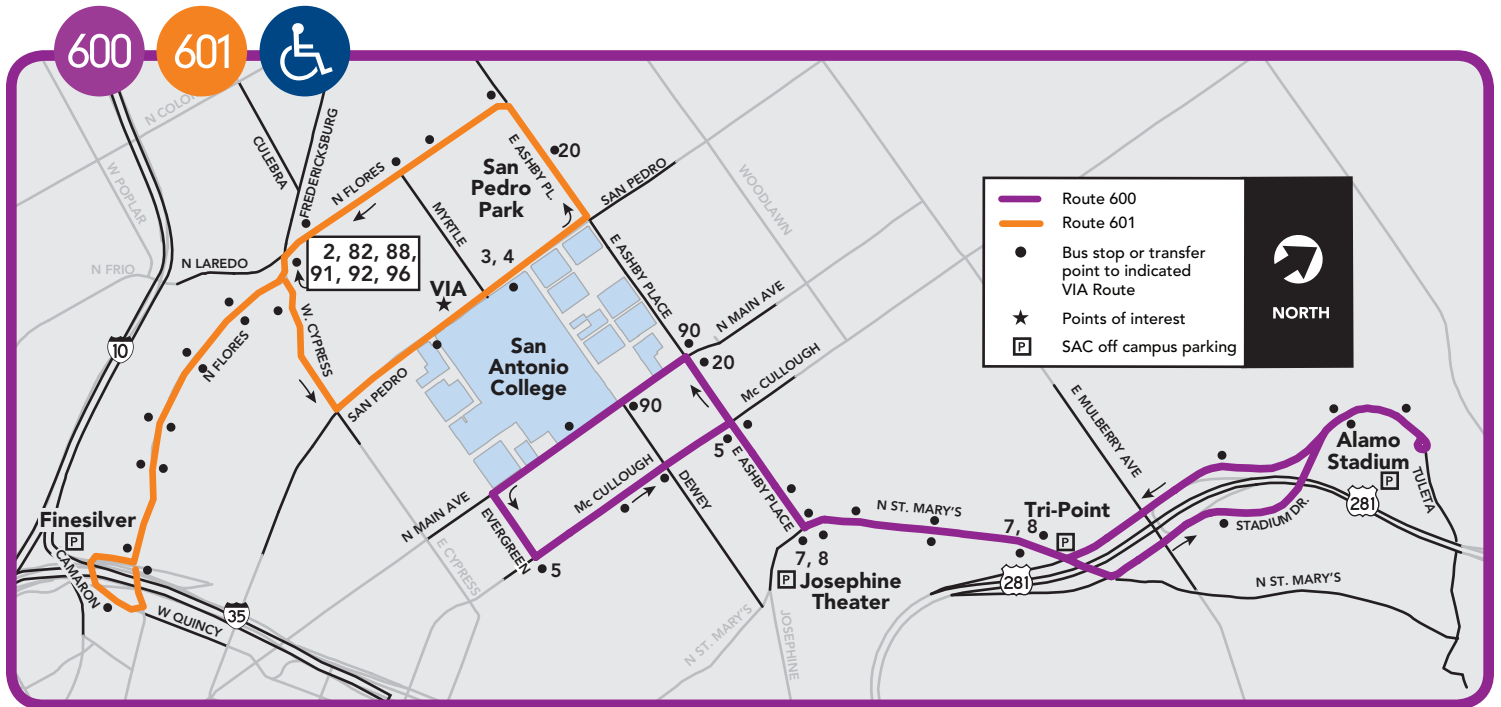 600
601
N COLO
CULEBRA
FREDERICKSBURG
W POPLAR
N FRIO
N LAREDO
10
N FLORES
MYRTLE
San
Pedro
Park
E ASHBY PL.
20
SAN PEDRO
WOODLAWN
2, 82, 88,
91, 92, 96
3, 4
VIA
W. CYPRESS
N FLORES
SAN PEDRO
E ASHBY PLACE
N MAIN AVE
90
20
San
Antonio
College
90
Mc CULLOUGH
5
E ASHBY PLACE
Mc CULLOUGH
DEWEY
N MAIN AVE
EVERGREEN
5
E CYPRESS
Finesilver
P
CAMARON
W QUINCY
35
7, 8
P
Josephine
Theater
N ST. MARY'S
JOSEPHINE
N ST. MARY'S
7, 8
Tri-Point
P
281
E MULBERRY AVE
STADIUM DR.
Alamo
Stadium
P
TULETA
281
N ST. MARY'S
Route 600
Route 601
Bus stop or transfer
point to indicated
VIA Route
Points of interest
P
SAC off campus parking
NORTH